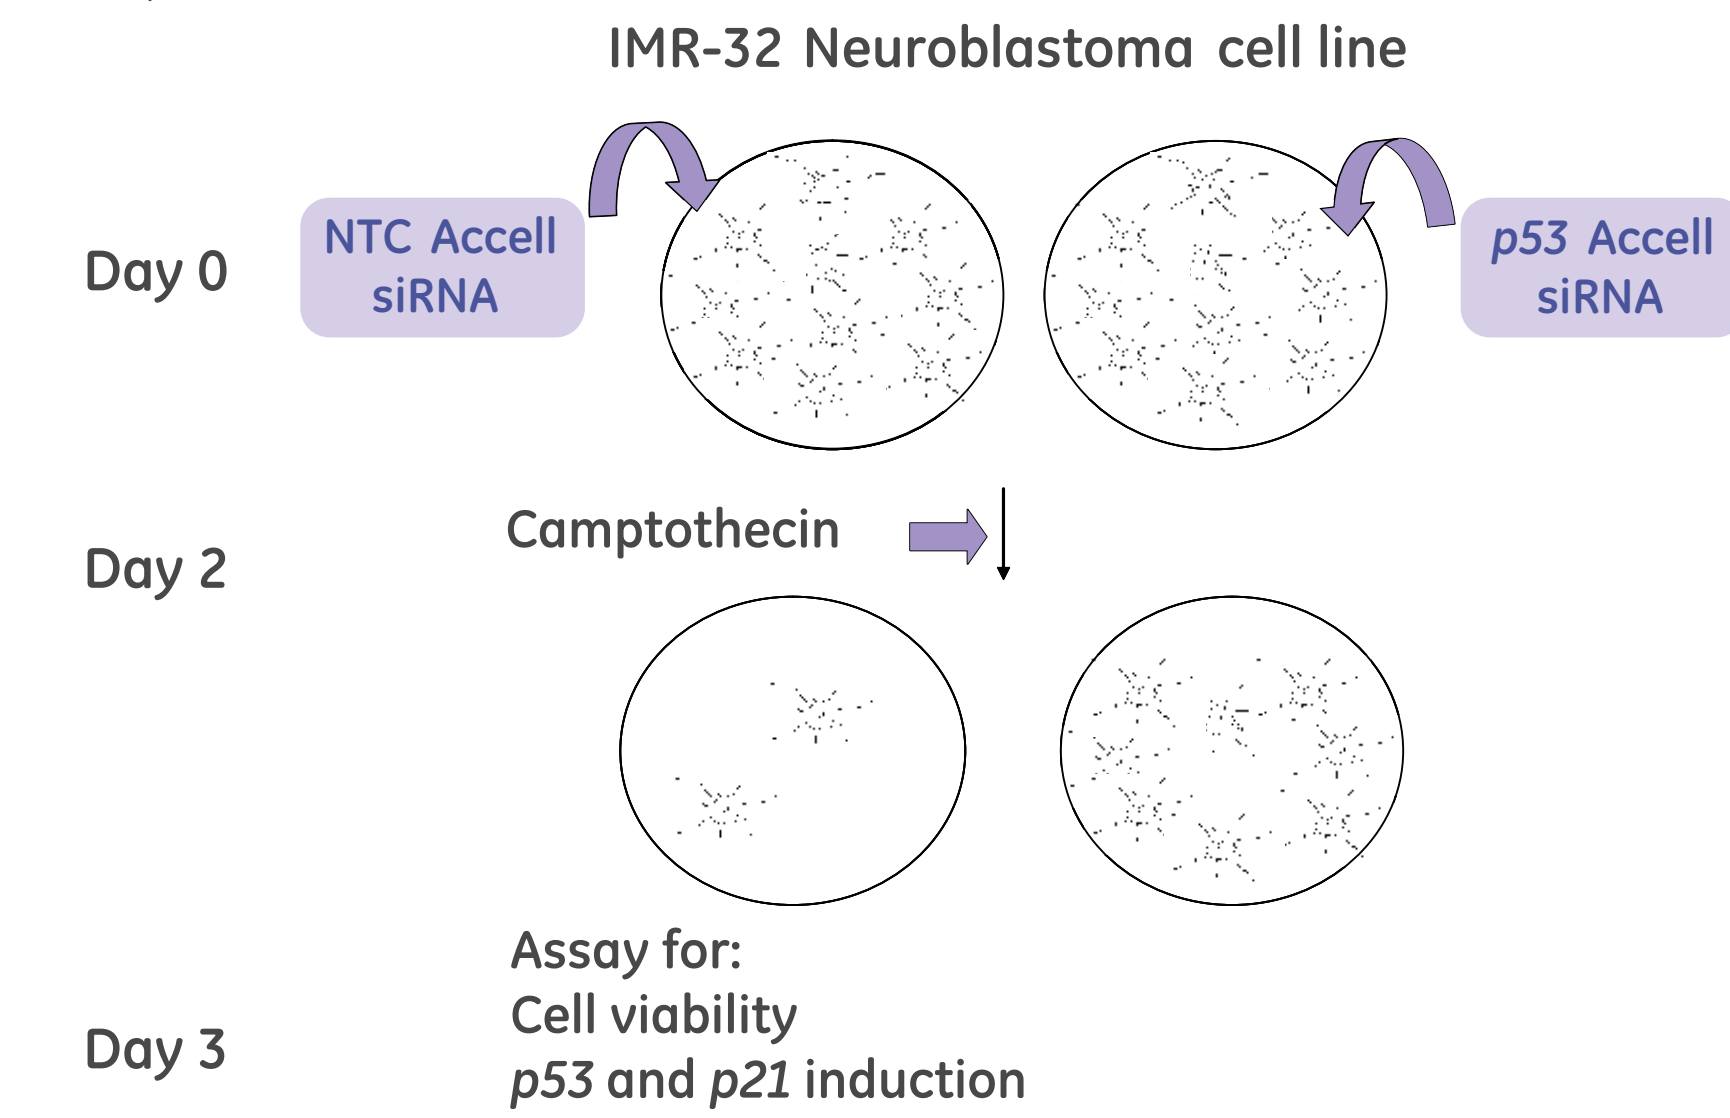 IMR-32 Neuroblastoma cell line
Day 0
NTC Accell
siRNA
p53 Accell
siRNA
Camptothecin
Day 2
Assay for:
Cell viability
Day 3
p53 and p21 induction